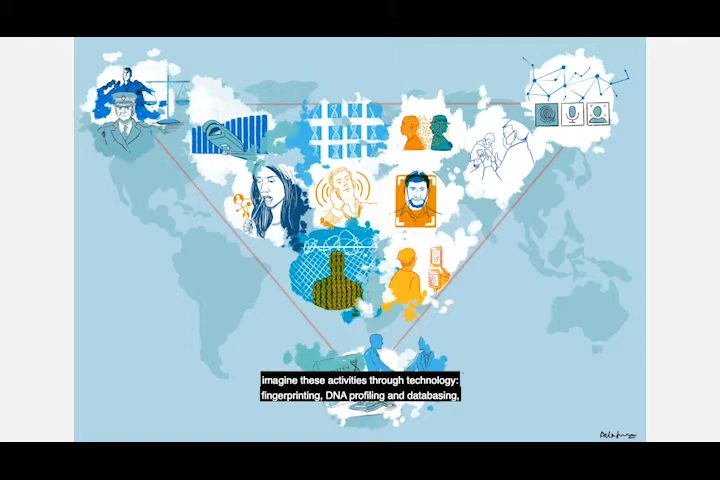 imagine these activities through technology:
fingerprinting, DNA profiling and databasing,